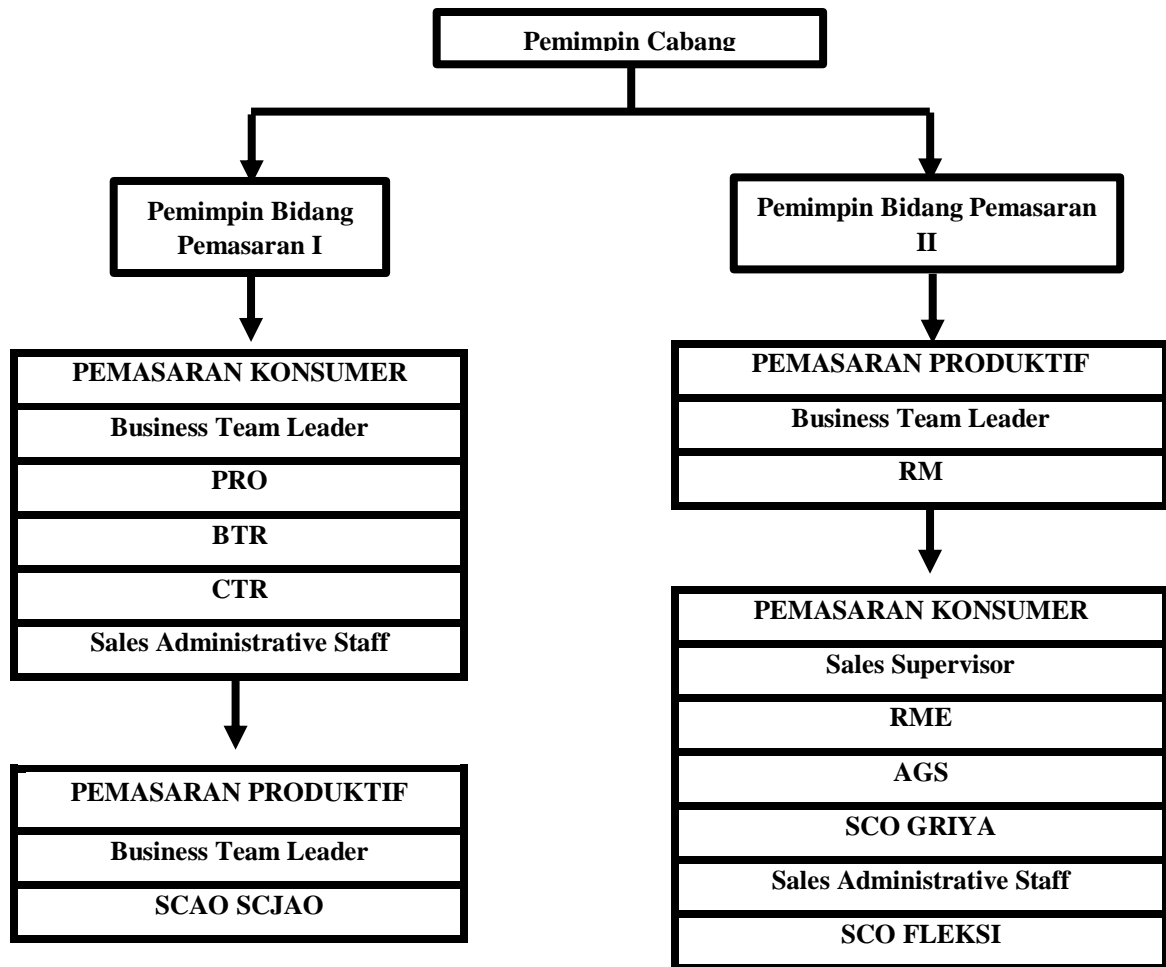 Pemimpin Cabang
Pemimpin Bidang
Pemasaran I
Pemimpin Bidang Pemasaran
II
PEMASARAN KONSUMER
Business Team Leader
PRO
BTR
CTR
Sales Administrative Staff
PEMASARAN PRODUKTIF
Business Team Leader
SCAO SCJAO
PEMASARAN PRODUKTIF
Business Team Leader
RM
PEMASARAN KONSUMER
Sales Supervisor
RME
AGS
SCO GRIYA
Sales Administrative Staff
SCO FLEKSI